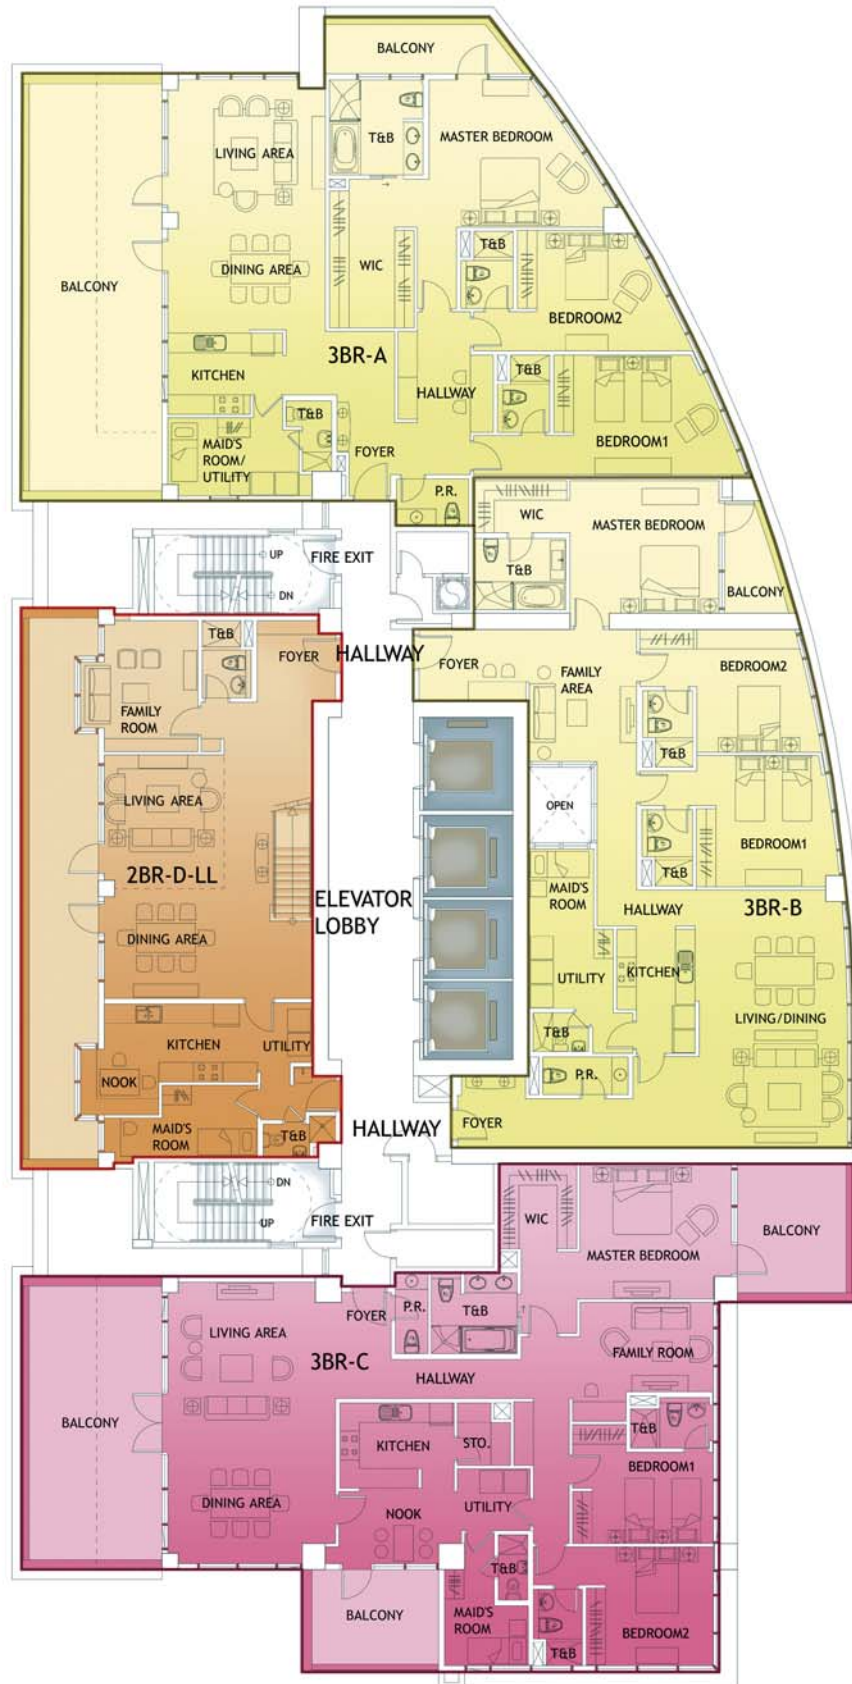 BALCONY
LIVING AREA
T&B
MASTER BEDROOM
T&B
DINING AREA
WIC
BALCONY
BEDROOM2
3BR-A
KITCHEN
T&B
HALLWAY
T&B
BEDROOM1
MAID'S
ROOM/
UTILITY
FOYER
P.R.
WIC
MASTER BEDROOM
UP
FIRE EXIT
T&B
DN
BALCONY
T&B
FOYER
HALLWAY
FOYER
FAMILY
AREA
BEDROOM2
FAMILY
ROOM
T&B
LIVING AREA
OPEN
BEDROOM1
2BR-D-LL
T&B
MAID'S
ROOM
ELEVATOR
LOBBY
HALLWAY
3BR-B
DINING AREA
UTILITY
KITCHEN
LIVING/DINING
KITCHEN
UTILITY
T&B
NOOK
P.R.
MAID'S
ROOM
T&B
HALLWAY
FOYER
DN
UP
FIRE EXIT
WIC
BALCONY
MASTER BEDROOM
LIVING AREA
FOYER
P.R.
T&B
FAMILY ROOM
3BR-C
HALLWAY
BALCONY
KITCHEN
STO.
T&B
BEDROOM1
DINING AREA
NOOK
UTILITY
T&B
BALCONY
MAID'S
ROOM
BEDROOM2
T&B